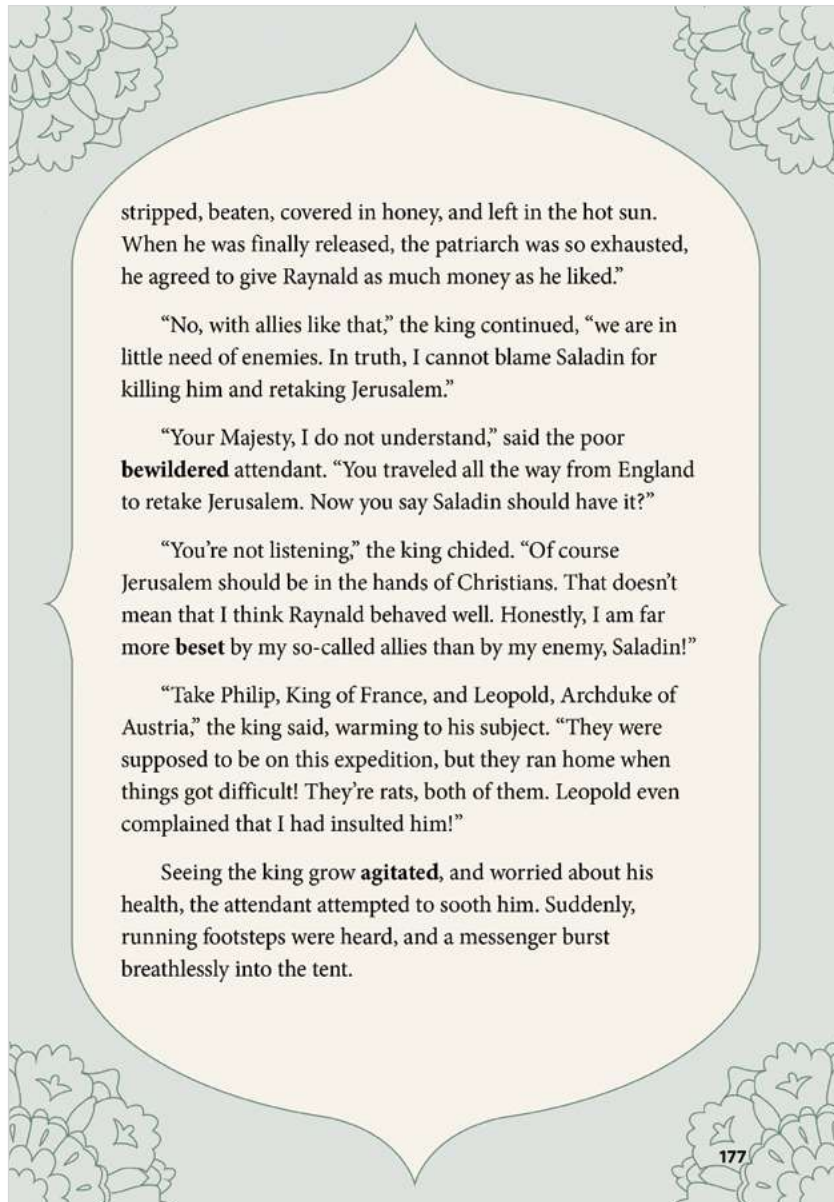 stripped, beaten, covered in honey, and left in the hot sun.
When he was finally released, the patriarch was so exhausted,
he agreed to give Raynald as much money as he liked.”
“No, with allies like that,” the king continued, “we are in
little need of enemies. In truth, I cannot blame Saladin for
killing him and retaking Jerusalem.”
“Your Majesty, I do not understand,” said the poor
bewildered attendant. “You traveled all the way from England
to retake Jerusalem. Now you say Saladin should have it?”
“You’re not listening,” the king chided. “Of course
Jerusalem should be in the hands of Christians. That doesn’t
mean that I think Raynald behaved well. Honestly, I am far
more beset by my so-called allies than by my enemy, Saladin!”
“Take Philip, King of France, and Leopold, Archduke of
Austria,” the king said, warming to his subject. “They were
supposed to be on this expedition, but they ran home when
things got difficult! They’re rats, both of them. Leopold even
complained that I had insulted him!”
Seeing the king grow agitated, and worried about his
health, the attendant attempted to sooth him. Suddenly,
running footsteps were heard, and a messenger burst
breathlessly into the tent.
177